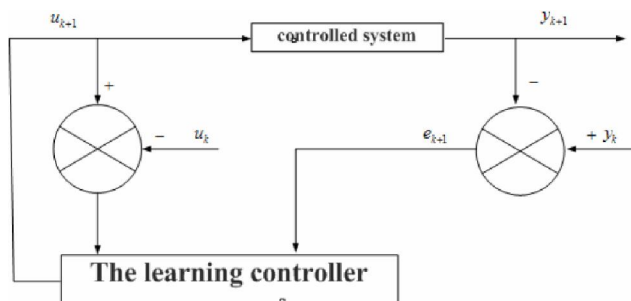 u_{k+1}
controlled system
y_{k+1}
+
−
− u_k
e_{k+1}
+ y_k
The learning controller